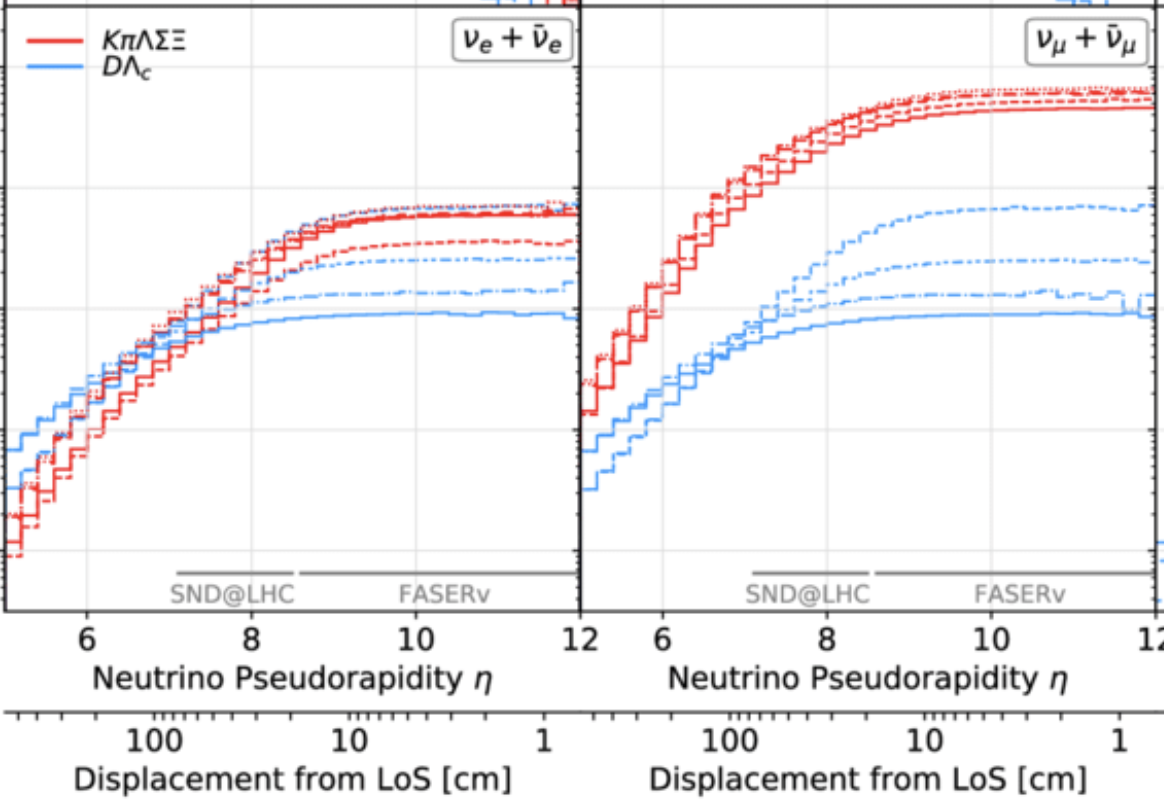 KπΛΣΞ
DΛc
νe + ν̄e
νμ + ν̄μ
SND@LHC FASERν
SND@LHC FASERν
6 8 10 12
6 8 10 12
Neutrino Pseudorapidity η
Neutrino Pseudorapidity η
100 10 1
100 10 1
Displacement from LoS [cm]
Displacement from LoS [cm]